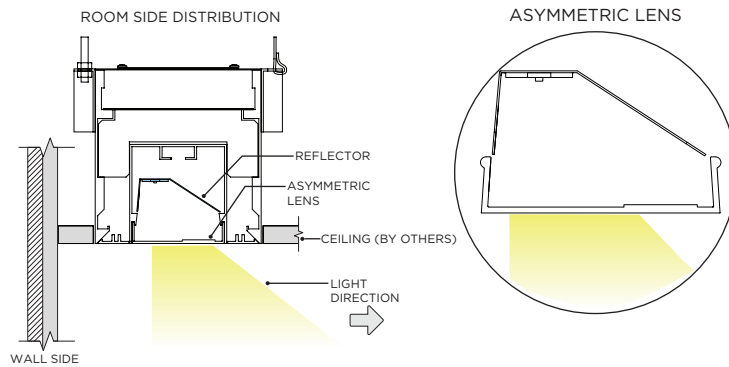 ROOM SIDE DISTRIBUTION
ASYMMETRIC LENS
REFLECTOR
ASYMMETRIC
LENS
CEILING (BY OTHERS)
LIGHT
DIRECTION
WALL SIDE